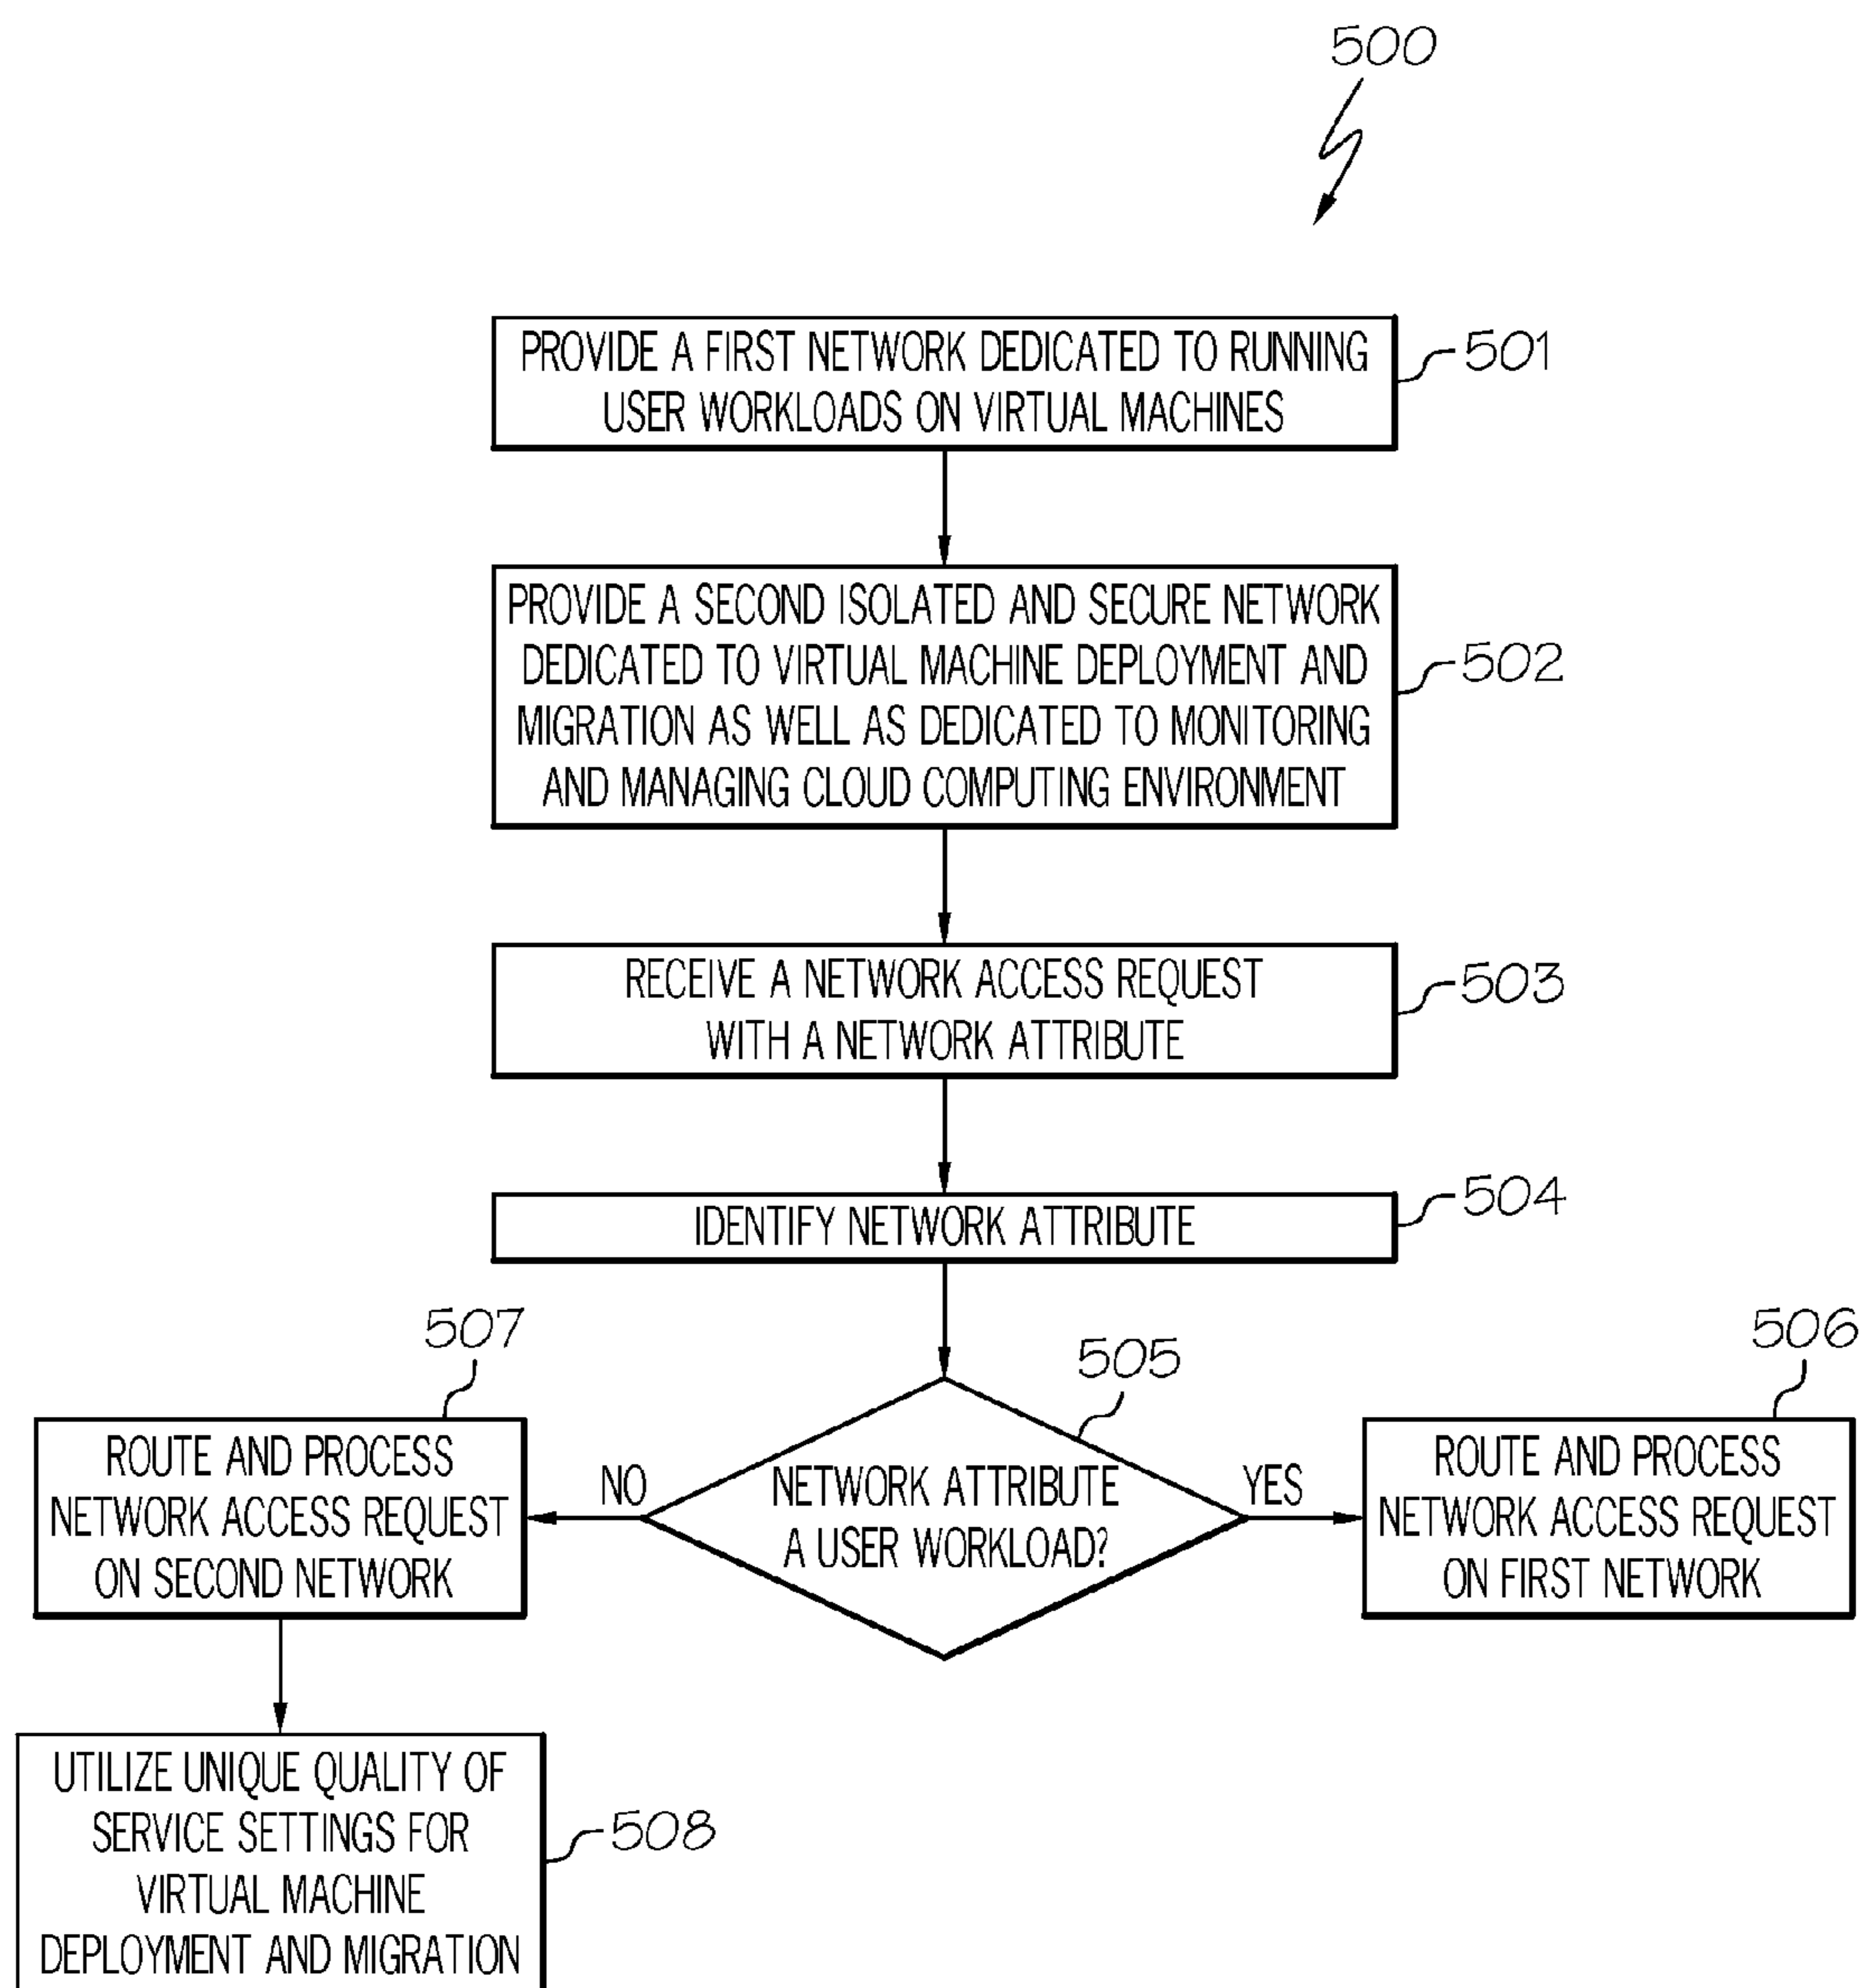 500
PROVIDE A FIRST NETWORK DEDICATED TO RUNNING
USER WORKLOADS ON VIRTUAL MACHINES
501
PROVIDE A SECOND ISOLATED AND SECURE NETWORK
DEDICATED TO VIRTUAL MACHINE DEPLOYMENT AND
MIGRATION AS WELL AS DEDICATED TO MONITORING
AND MANAGING CLOUD COMPUTING ENVIRONMENT
502
RECEIVE A NETWORK ACCESS REQUEST
WITH A NETWORK ATTRIBUTE
503
IDENTIFY NETWORK ATTRIBUTE
504
505
NETWORK ATTRIBUTE
A USER WORKLOAD?
NO
YES
507
ROUTE AND PROCESS
NETWORK ACCESS REQUEST
ON SECOND NETWORK
506
ROUTE AND PROCESS
NETWORK ACCESS REQUEST
ON FIRST NETWORK
UTILIZE UNIQUE QUALITY OF
SERVICE SETTINGS FOR
VIRTUAL MACHINE
DEPLOYMENT AND MIGRATION
508